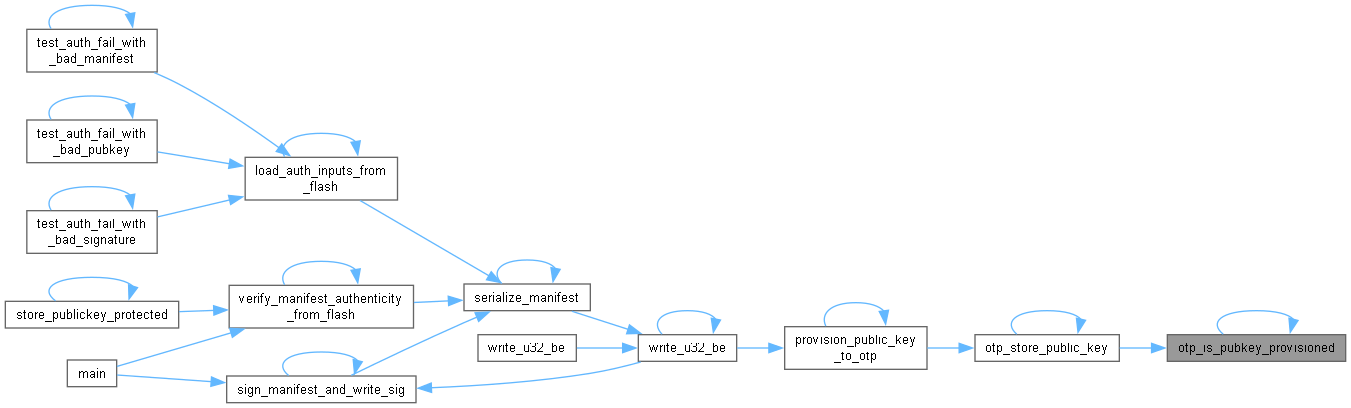 test_auth_fail_with
_bad_manifest
test_auth_fail_with
_bad_pubkey
load_auth_inputs_from
_flash
test_auth_fail_with
_bad_signature
store_publickey_protected
verify_manifest_authenticity
_from_flash
serialize_manifest
main
write_u32_be
write_u32_be
provision_public_key
_to_otp
otp_store_public_key
otp_is_pubkey_provisioned
sign_manifest_and_write_sig